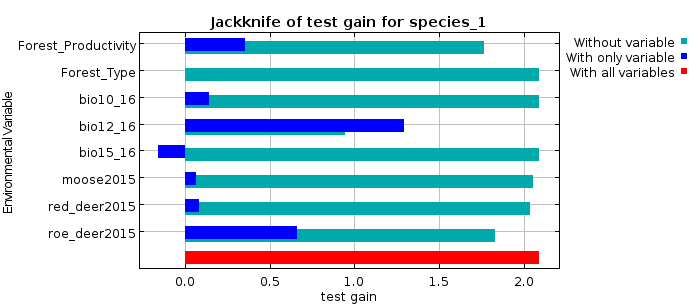 Jackknife of test gain for species_1
Environmental Variable
Forest_Productivity
Forest_Type
bio10_16
bio12_16
bio15_16
moose2015
red_deer2015
roe_deer2015
0.0 0.5 1.0 1.5 2.0
test gain
Without variable
With only variable
With all variables